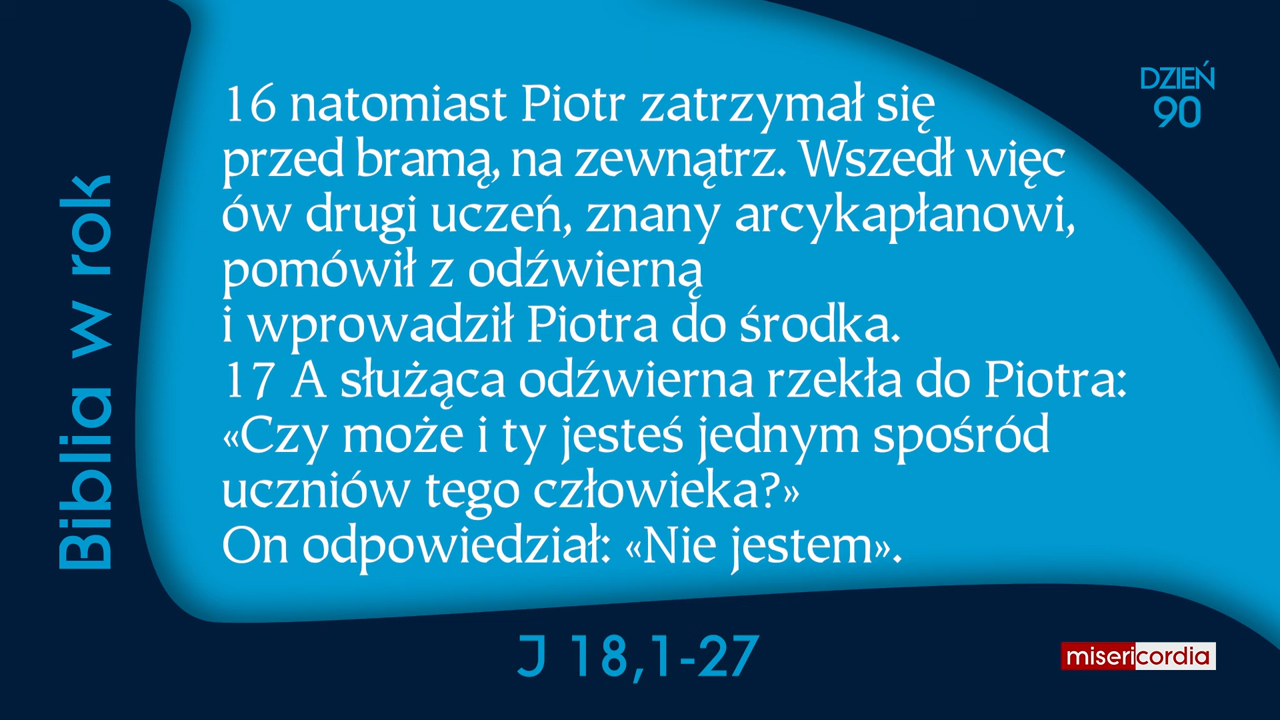 DZIEŃ
90
16 natomiast Piotr zatrzymał się
przed bramą, na zewnątrz. Wszedł więc
ów drugi uczeń, znany arcykapłanowi,
pomówił z odźwierną
i wprowadził Piotra do środka.
17 A służąca odźwierna rzekła do Piotra:
«Czy może i ty jesteś jednym spośród
uczniów tego człowieka?»
On odpowiedział: «Nie jestem».
Biblia w rok
J 18,1-27
misericordia